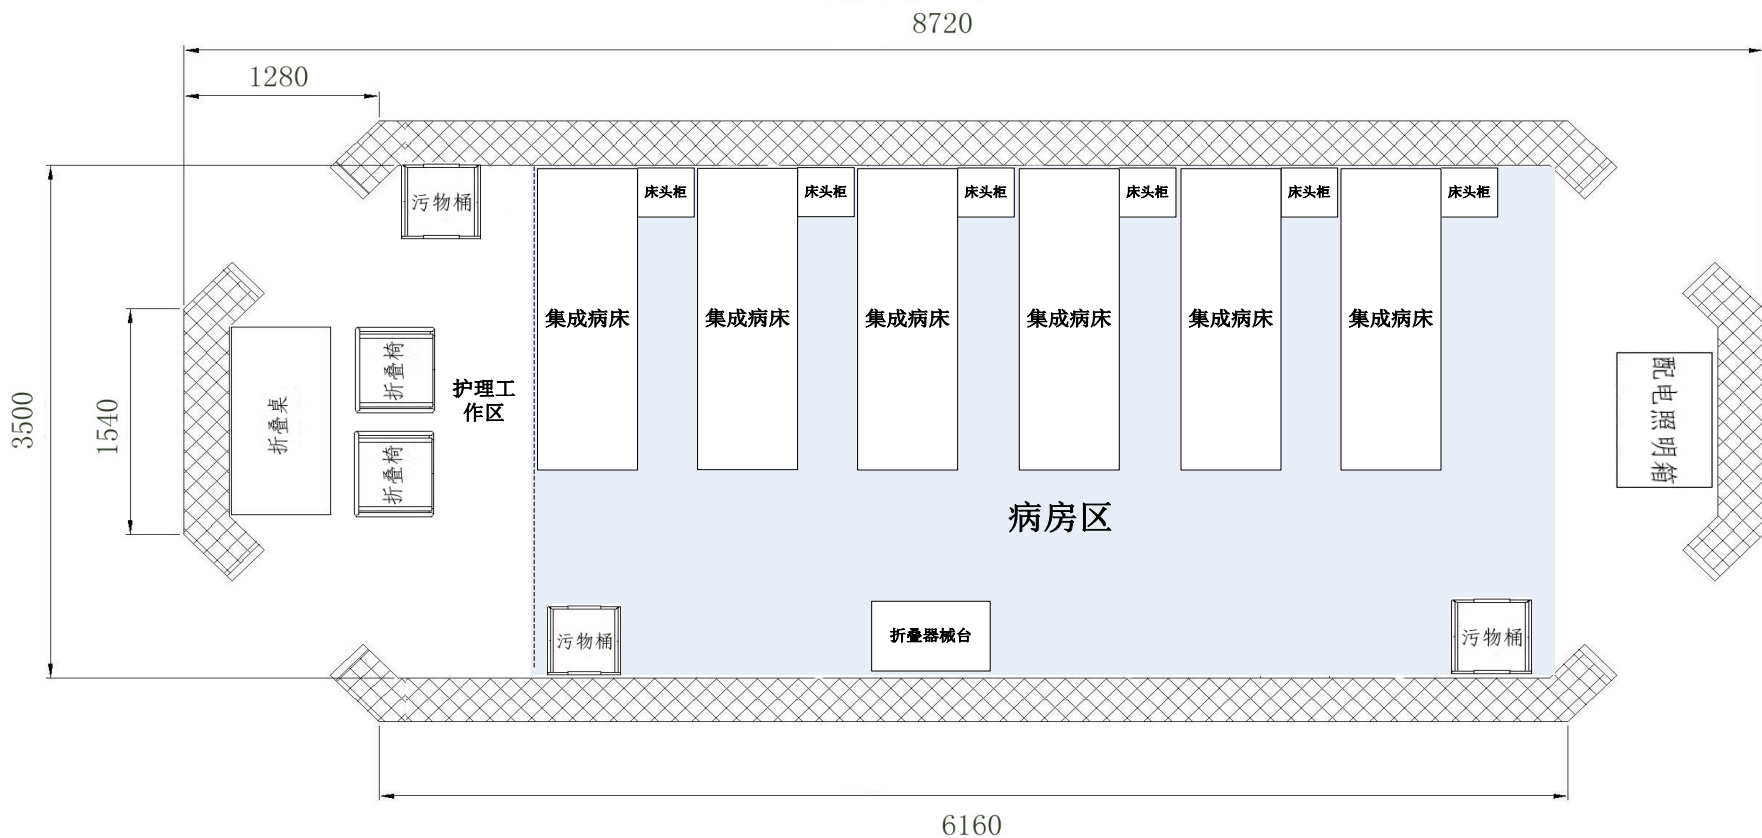 8720
1280
污物桶
床头柜
床头柜
床头柜
床头柜
床头柜
床头柜
集成病床
集成病床
集成病床
集成病床
集成病床
集成病床
折叠椅
护理工
作区
折叠桌
折叠椅
3500
1540
配电照明箱
病房区
污物桶
折叠器械台
污物桶
6160